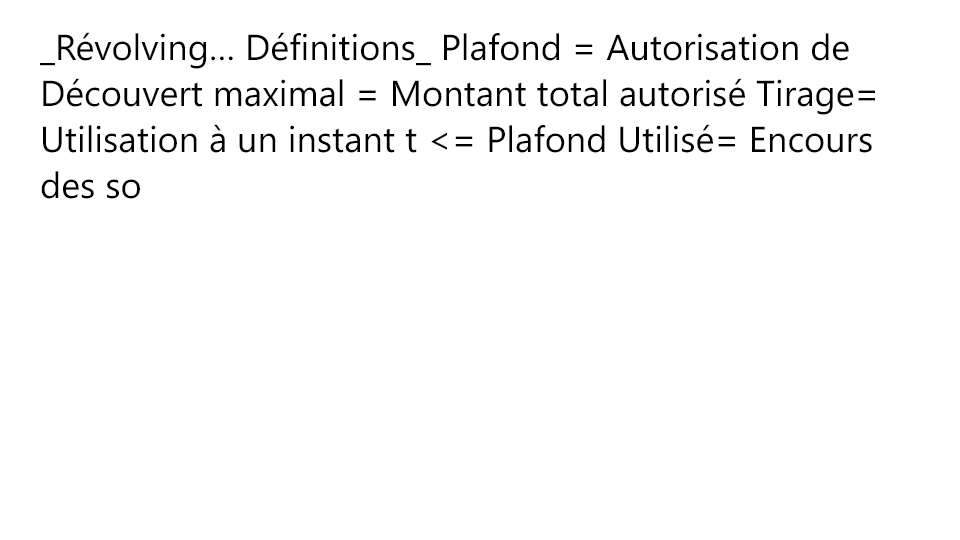 _Révolving... Définitions_ Plafond = Autorisation de
Découvert maximal = Montant total autorisé Tirage=
Utilisation à un instant t <= Plafond Utilisé= Encours
des so